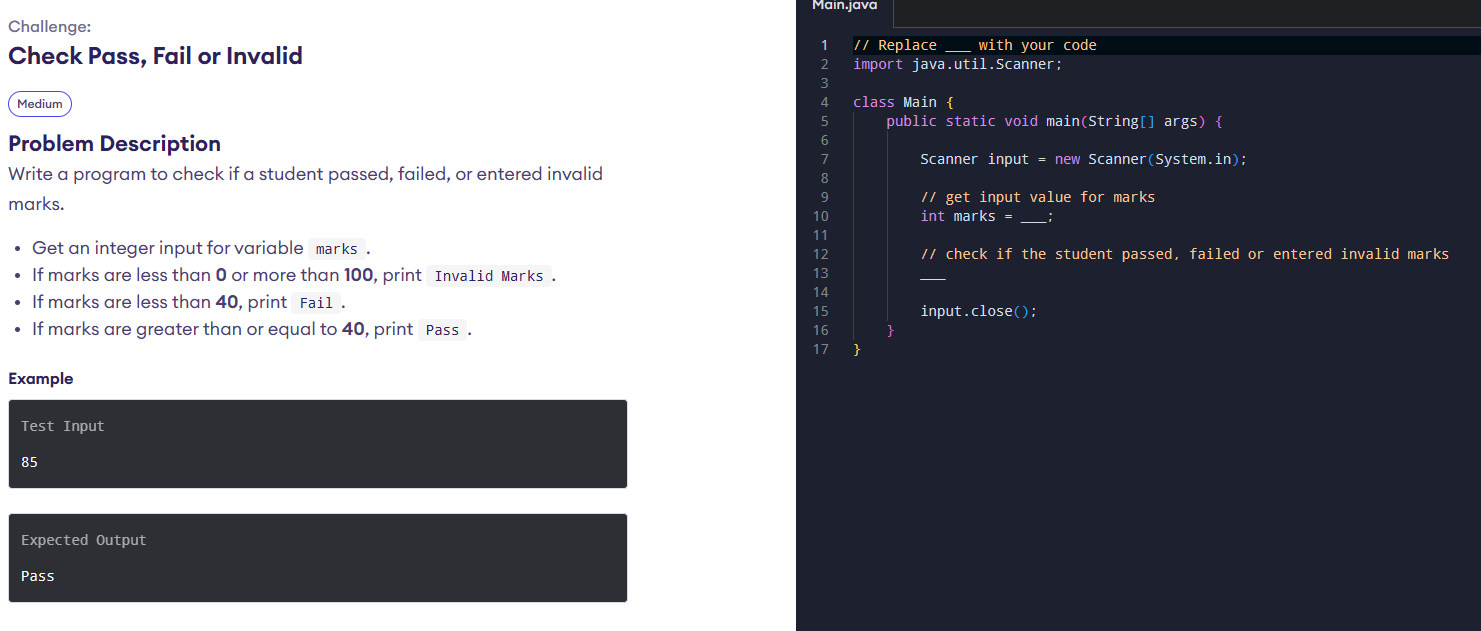 Challenge:
Check Pass, Fail or Invalid
Medium
Problem Description
Write a program to check if a student passed, failed, or entered invalid
marks.
• Get an integer input for variable marks.
• If marks are less than 0 or more than 100, print Invalid Marks.
• If marks are less than 40, print Fail.
• If marks are greater than or equal to 40, print Pass.
Example
Test Input
85
Expected Output
Pass
Main.java
1 // Replace ___ with your code
2 import java.util.Scanner;
3
4 class Main {
5     public static void main(String[] args) {
6
7         Scanner input = new Scanner(System.in);
8
9         // get input value for marks
10         int marks = ___;
11
12         // check if the student passed, failed or entered invalid marks
13         ___
14
15         input.close();
16     }
17 }